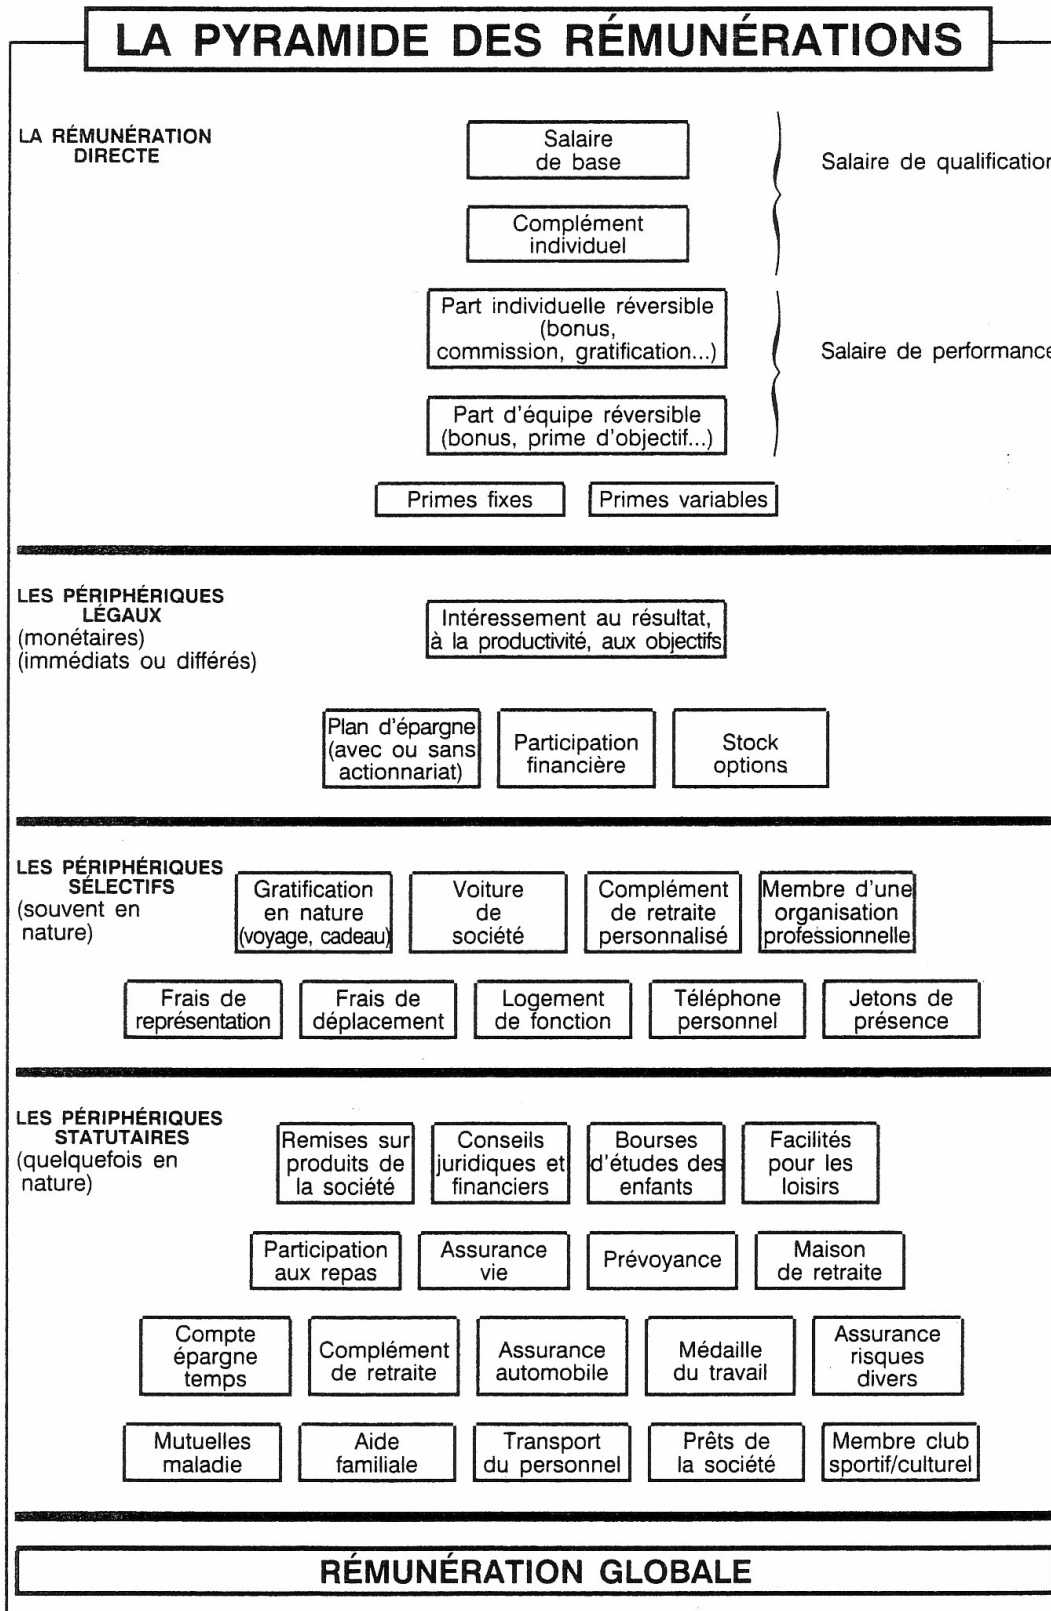 LA PYRAMIDE DES RÉMUNÉRATIONS
LA RÉMUNÉRATION
DIRECTE
Salaire
de base
Complément
individuel
Salaire de qualification
Part individuelle réversible
(bonus,
commission, gratification...)
Part d'équipe réversible
(bonus, prime d'objectif...)
Salaire de performance
Primes fixes
Primes variables
LES PÉRIPHÉRIQUES
LÉGAUX
(monétaires)
(immédiats ou différés)
Intéressement au résultat,
à la productivité, aux objectifs
Plan d'épargne
(avec ou sans
actionnariat)
Participation
financière
Stock
options
LES PÉRIPHÉRIQUES
SÉLECTIFS
(souvent en
nature)
Gratification
en nature
(voyage, cadeau)
Voiture
de
société
Complément
de retraite
personnalisé
Membre d'une
organisation
professionnelle
Frais de
représentation
Frais de
déplacement
Logement
de fonction
Téléphone
personnel
Jetons de
présence
LES PÉRIPHÉRIQUES
STATUTAIRES
(quelquefois en
nature)
Remises sur
produits de
la société
Conseils
juridiques et
financiers
Bourses
d'études des
enfants
Facilités
pour les
loisirs
Participation
aux repas
Assurance
vie
Prévoyance
Maison
de retraite
Compte
épargne
temps
Complément
de retraite
Assurance
automobile
Médaille
du travail
Assurance
risques
divers
Mutuelles
maladie
Aide
familiale
Transport
du personnel
Prêts de
la société
Membre club
sportif/culturel
RÉMUNÉRATION GLOBALE